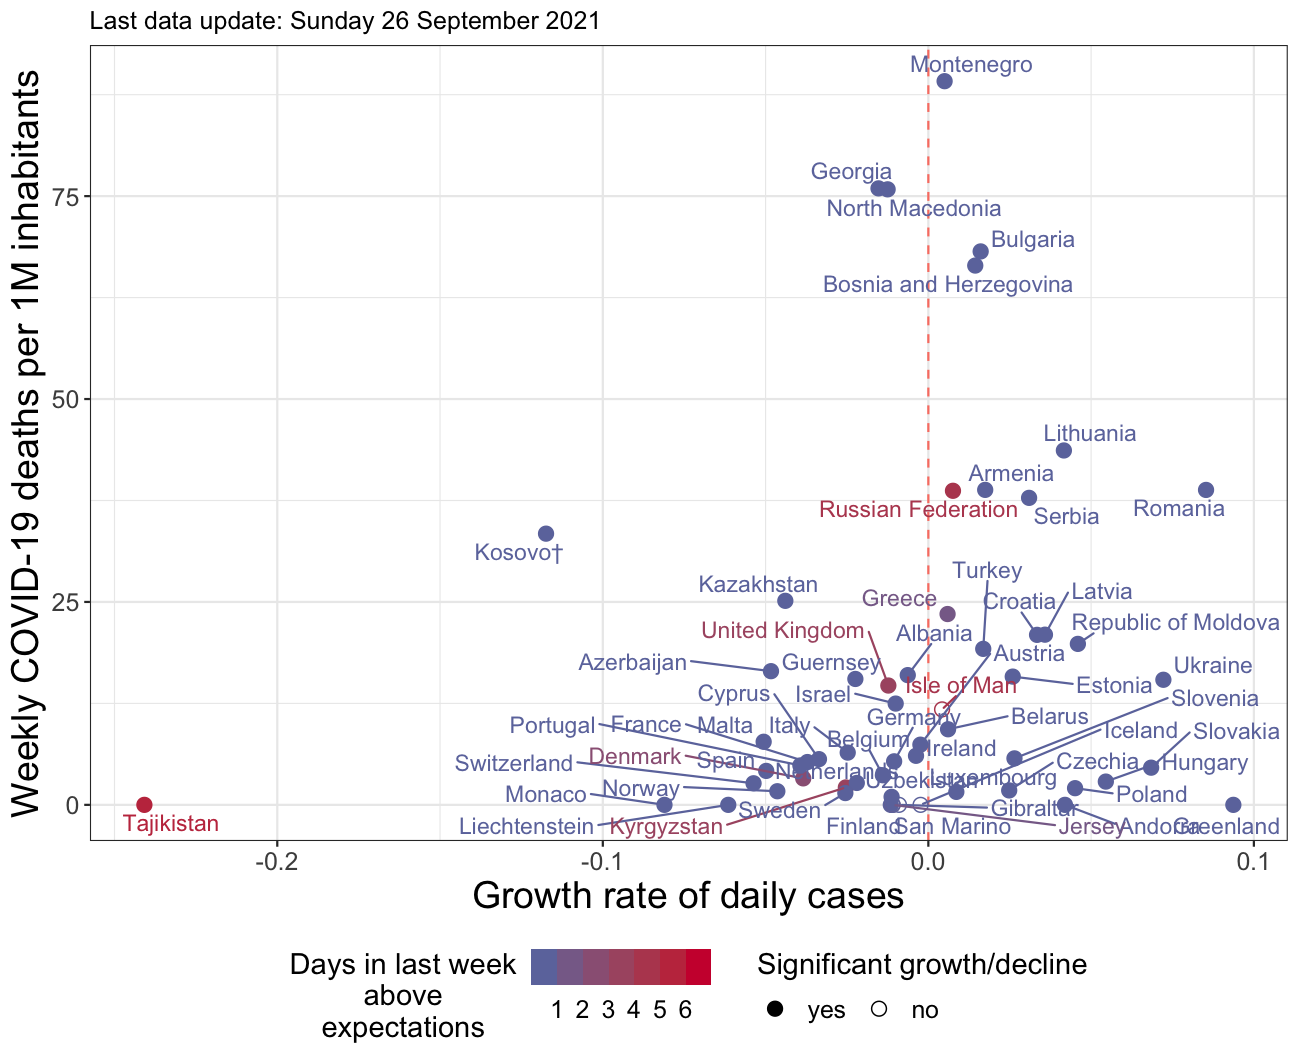 Last data update: Sunday 26 September 2021
Weekly COVID-19 deaths per 1M inhabitants
75
50
25
0
Montenegro
Georgia
North Macedonia
Bulgaria
Bosnia and Herzegovina
Lithuania
Armenia
Russian Federation
Serbia
Romania
Kosovo†
Turkey
Kazakhstan
Greece
Croatia
Latvia
Republic of Moldova
United Kingdom
Albania
Azerbaijan
Guernsey
Austria
Ukraine
Cyprus
Israel
Isle of Man
Estonia
Slovenia
Portugal
France
Malta
Italy
Germany
Belarus
Iceland
Slovakia
Belgium
Ireland
Switzerland
Denmark
Spain
Netherlands
Czechia
Hungary
Monaco
Norway
Uzbekistan
Luxembourg
Poland
Liechtenstein
Kyrgyzstan
Sweden
Finland
San Marino
Gibraltar
Jersey
Andorra
Greenland
Tajikistan
-0.2
-0.1
0.0
0.1
Growth rate of daily cases
Days in last week
above
expectations
1 2 3 4 5 6
Significant growth/decline
yes
no